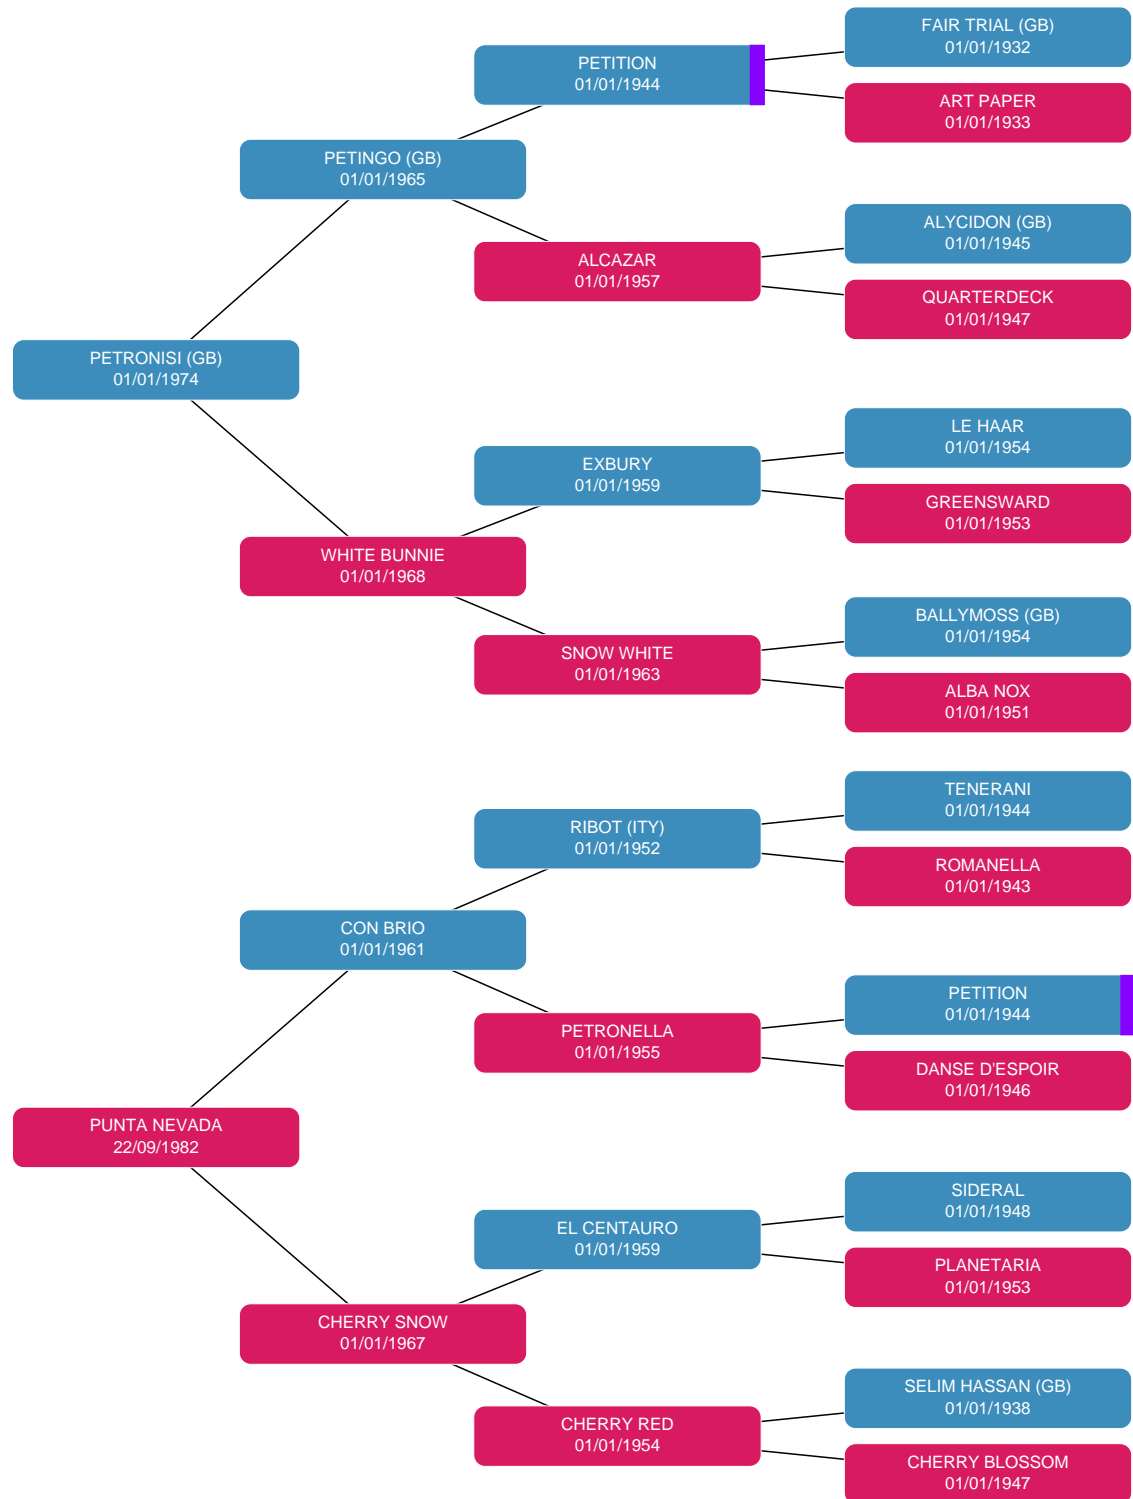 FAIR TRIAL (GB)
01/01/1932
PETITION
01/01/1944
ART PAPER
01/01/1933
PETINGO (GB)
01/01/1965
ALYCIDON (GB)
01/01/1945
ALCAZAR
01/01/1957
QUARTERDECK
01/01/1947
PETRONISI (GB)
01/01/1974
LE HAAR
01/01/1954
EXBURY
01/01/1959
GREENSWARD
01/01/1953
WHITE BUNNIE
01/01/1968
BALLYMOSS (GB)
01/01/1954
SNOW WHITE
01/01/1963
ALBA NOX
01/01/1951
TENERANI
01/01/1944
RIBOT (ITY)
01/01/1952
ROMANELLA
01/01/1943
CON BRIO
01/01/1961
PETITION
01/01/1944
PETRONELLA
01/01/1955
DANSE D'ESPOIR
01/01/1946
PUNTA NEVADA
22/09/1982
SIDERAL
01/01/1948
EL CENTAURO
01/01/1959
PLANETARIA
01/01/1953
CHERRY SNOW
01/01/1967
SELIM HASSAN (GB)
01/01/1938
CHERRY RED
01/01/1954
CHERRY BLOSSOM
01/01/1947